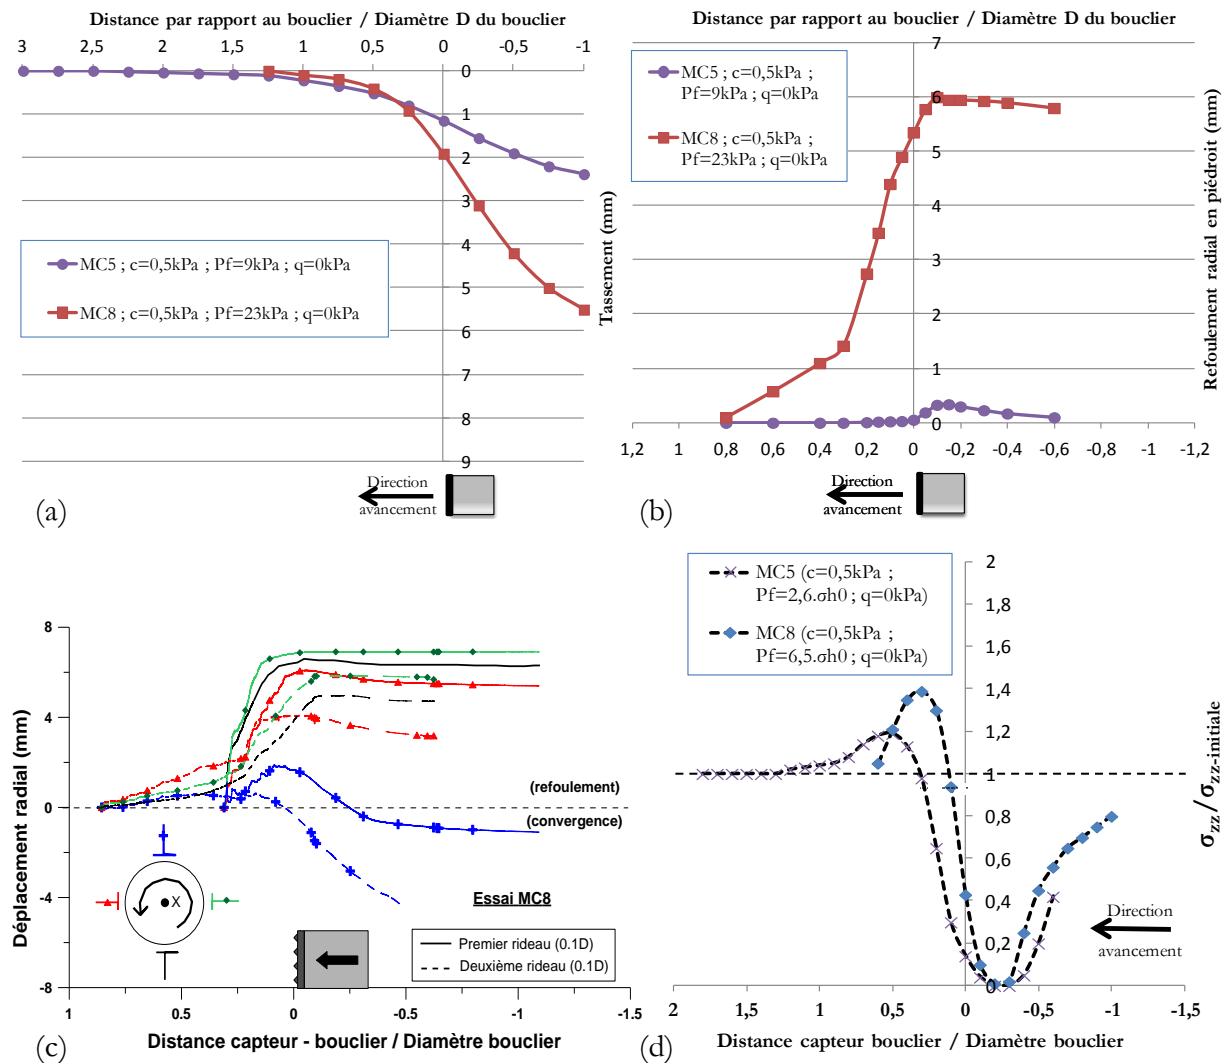 Distance par rapport au bouclier / Diamètre D du bouclier
3 2,5 2 1,5 1 0,5 0 -0,5 -1
0
1
2
3
4
5
6
7
8
9
Tassement (mm)
MC5 ; c=0,5kPa ; Pf=9kPa ; q=0kPa
MC8 ; c=0,5kPa ; Pf=23kPa ; q=0kPa
Direction
avancement
(a)
Distance par rapport au bouclier / Diamètre D du bouclier
7
6
5
4
3
2
1
0
Refoulement radial en piédroit (mm)
MC5 ; c=0,5kPa ;
Pf=9kPa ; q=0kPa
MC8 ; c=0,5kPa ;
Pf=23kPa ; q=0kPa
1,2 1 0,8 0,6 0,4 0,2 0 -0,2 -0,4 -0,6 -0,8 -1 -1,2
Direction
avancement
(b)
8
4
0
-4
-8
Déplacement radial (mm)
(refoulement)
(convergence)
X
Essai MC8
Premier rideau (0.1D)
Deuxième rideau (0.1D)
1 0.5 0 -0.5 -1 -1.5
Distance capteur - bouclier / Diamètre bouclier
(c)
MC5 (c=0,5kPa ;
Pf=2,6.σh0 ; q=0kPa)
MC8 (c=0,5kPa ;
Pf=6,5.σh0 ; q=0kPa)
2
1,8
1,6
1,4
1,2
1
0,8
0,6
0,4
0,2
0
σzz/σzz-initiale
Direction
avancement
2 1,5 1 0,5 0 -0,5 -1 -1,5
Distance capteur bouclier / Diamètre bouclier
(d)